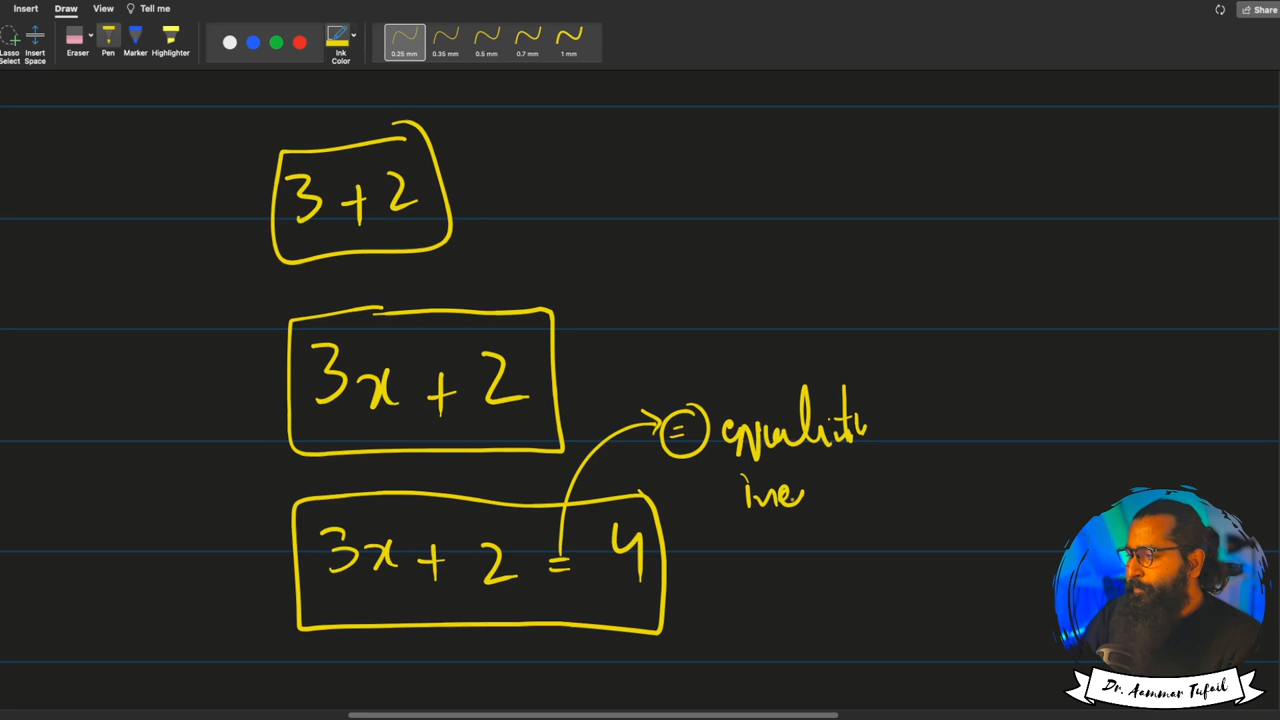 Insert Draw View Tell me
Share
Lasso Select
Insert Space
Eraser
Pen
Marker
Highlighter
Ink Color
0.25 mm
0.35 mm
0.5 mm
0.7 mm
1 mm
3 + 2
3x + 2
= equality
ine
3x + 2 = 4
Dr. Aammar Tufail